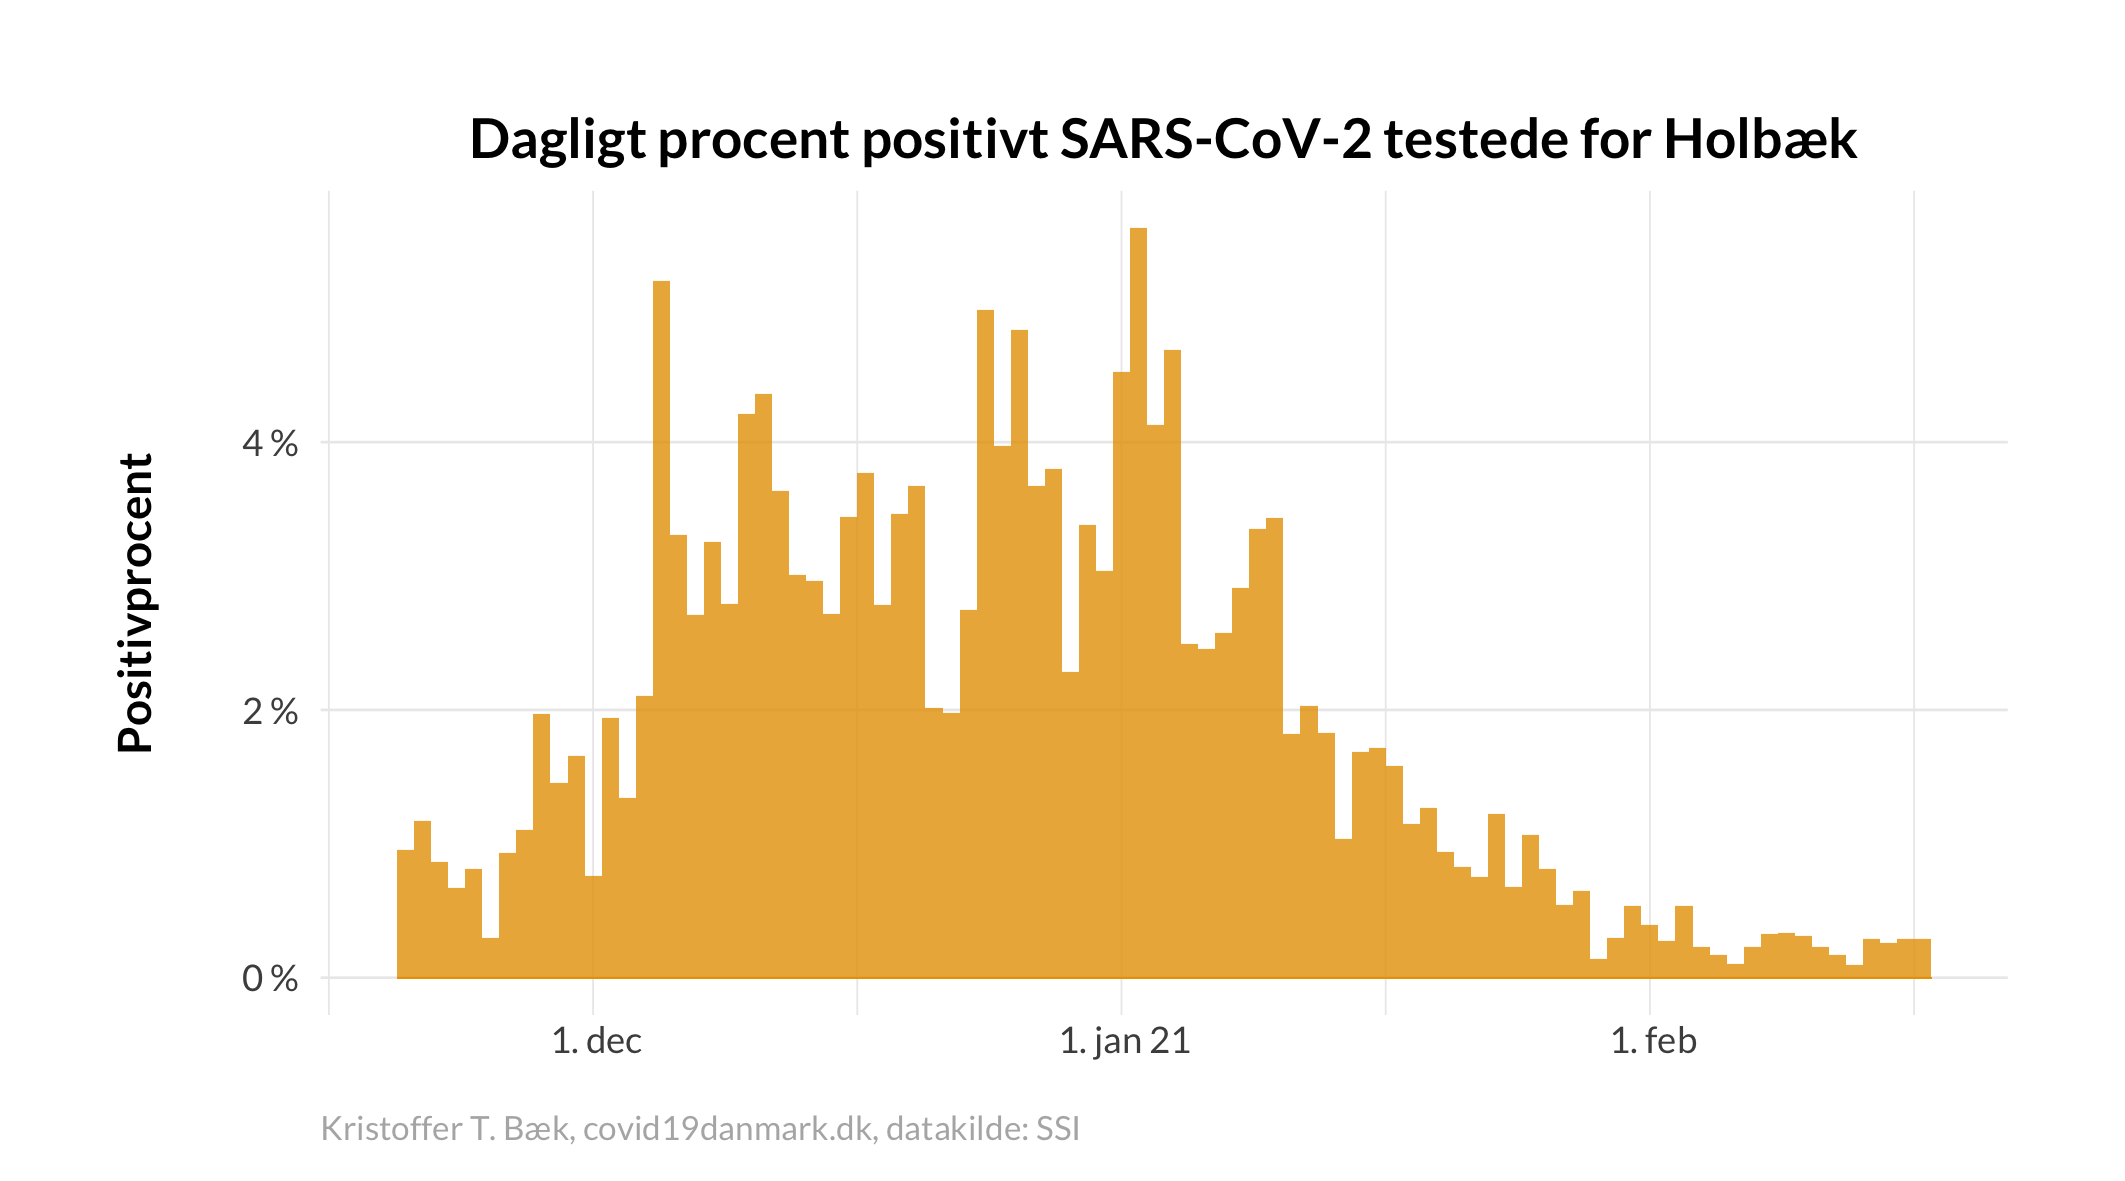 Dagligt procent positivt SARS-CoV-2 testede for Holbæk
Positivprocent
4 %
2 %
0 %
1. dec
1. jan 21
1. feb
Kristoffer T. Bæk, covid19danmark.dk, datakilde: SSI